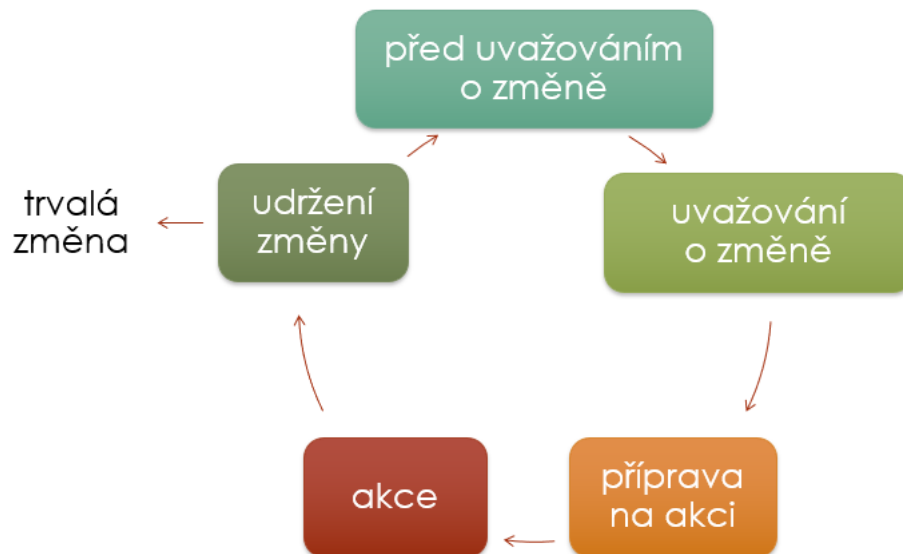 před uvažováním
o změně
uvažování
o změně
příprava
na akci
akce
udržení
změny
trvalá
změna